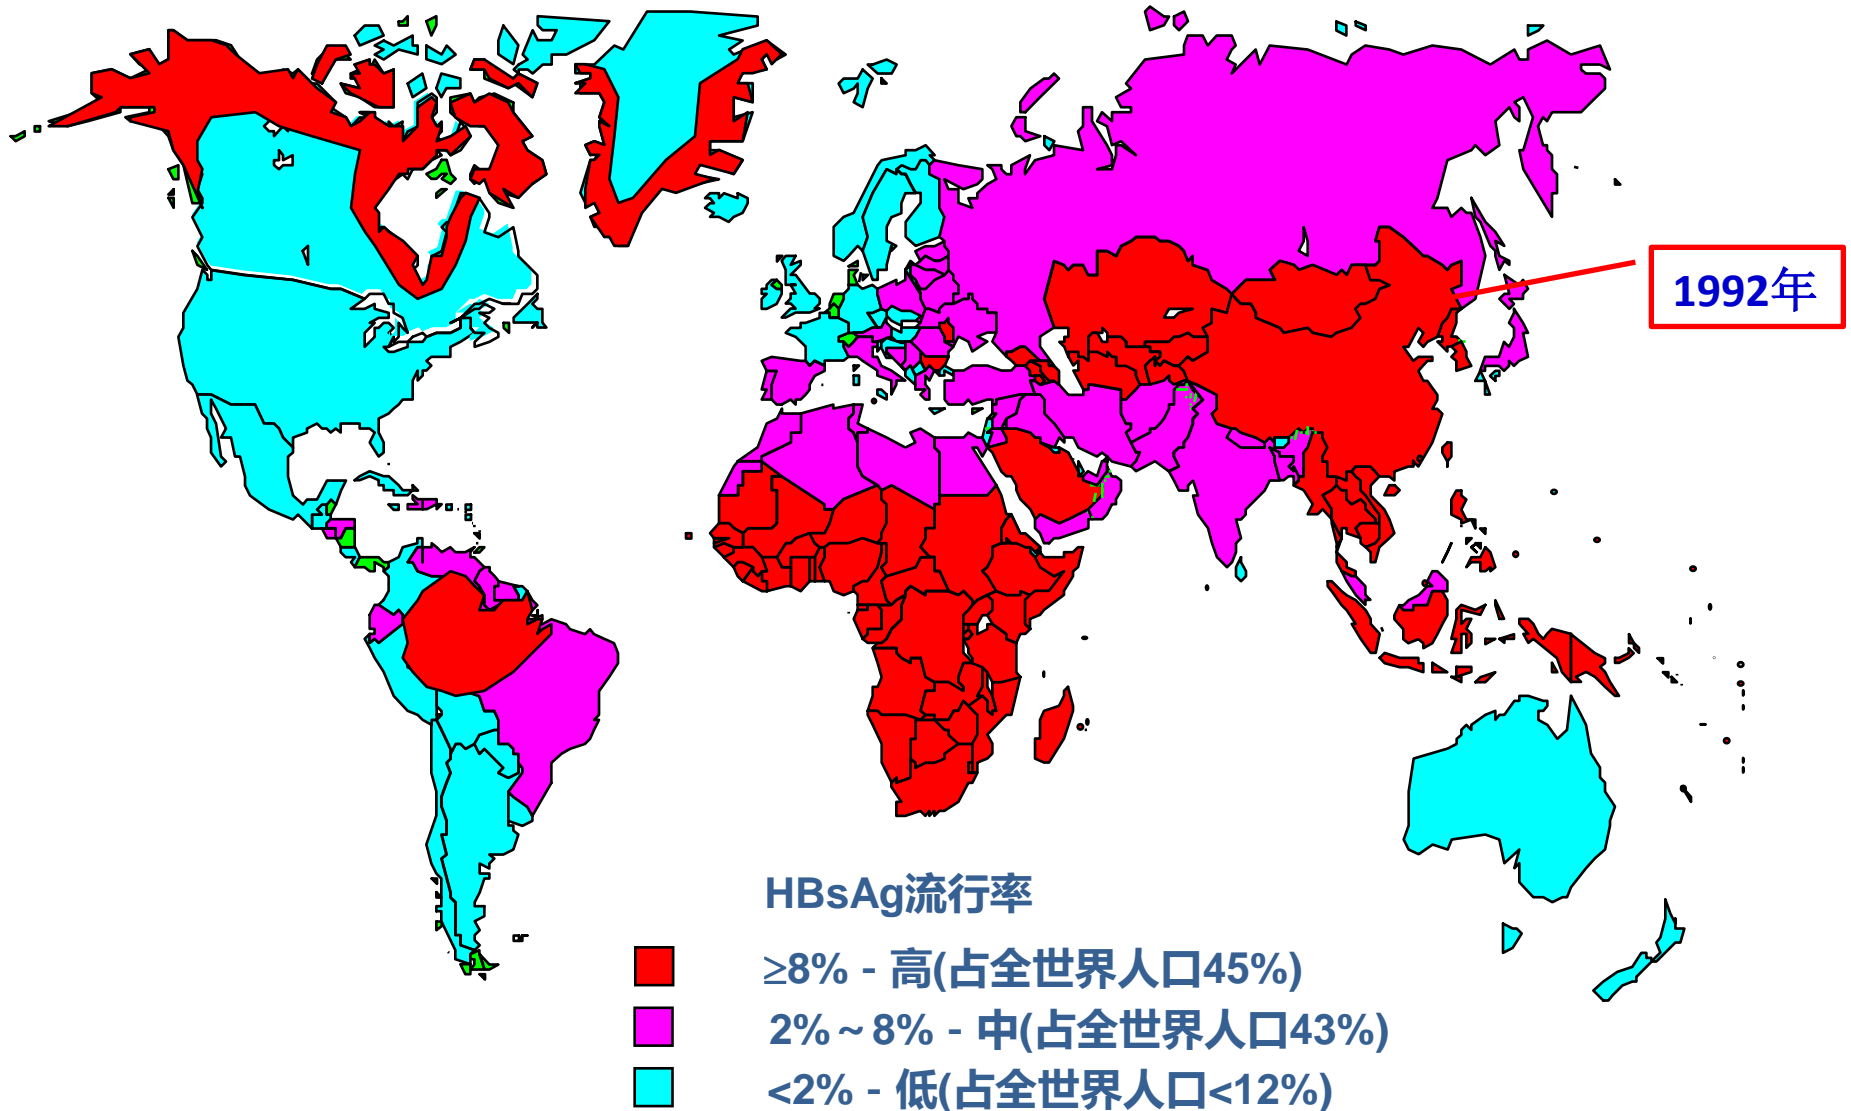 1992年
HBsAg流行率
≥8% - 高(占全世界人口45%)
2%～8% - 中(占全世界人口43%)
<2% - 低(占全世界人口<12%)